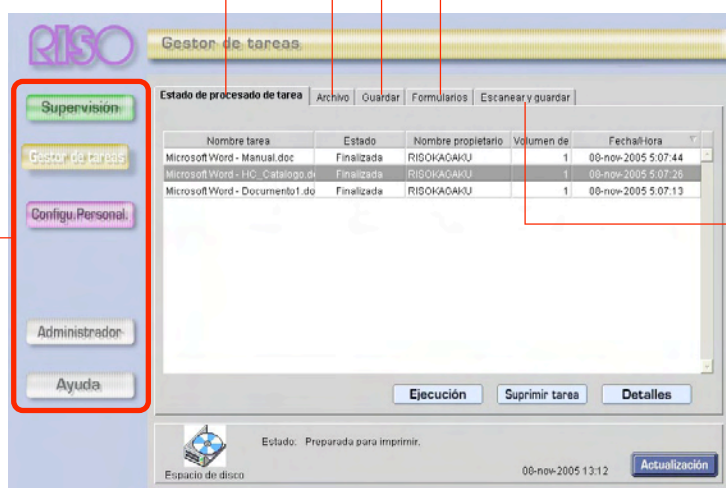 RISO
Gestor de tareas
Supervisión
Gestor de tareas
Configu.Personal.
Administrador
Ayuda
Estado de procesado de tarea Archivo Guardar Formularios Escanear y guardar
Nombre tarea Estado Nombre propietario Volumen de Fecha/Hora
Microsoft Word - Manual.doc Finalizada RISOKAGAKU 1 08-nov-2005 5:07:44
Microsoft Word - HC_Catalogo.do Finalizada RISOKAGAKU 1 08-nov-2005 5:07:26
Microsoft Word - Documento1.do Finalizada RISOKAGAKU 1 08-nov-2005 5:07:13
Ejecución Suprimir tarea Detalles
Estado: Preparada para imprimir.
Espacio de disco
08-nov-2005 13:12
Actualización